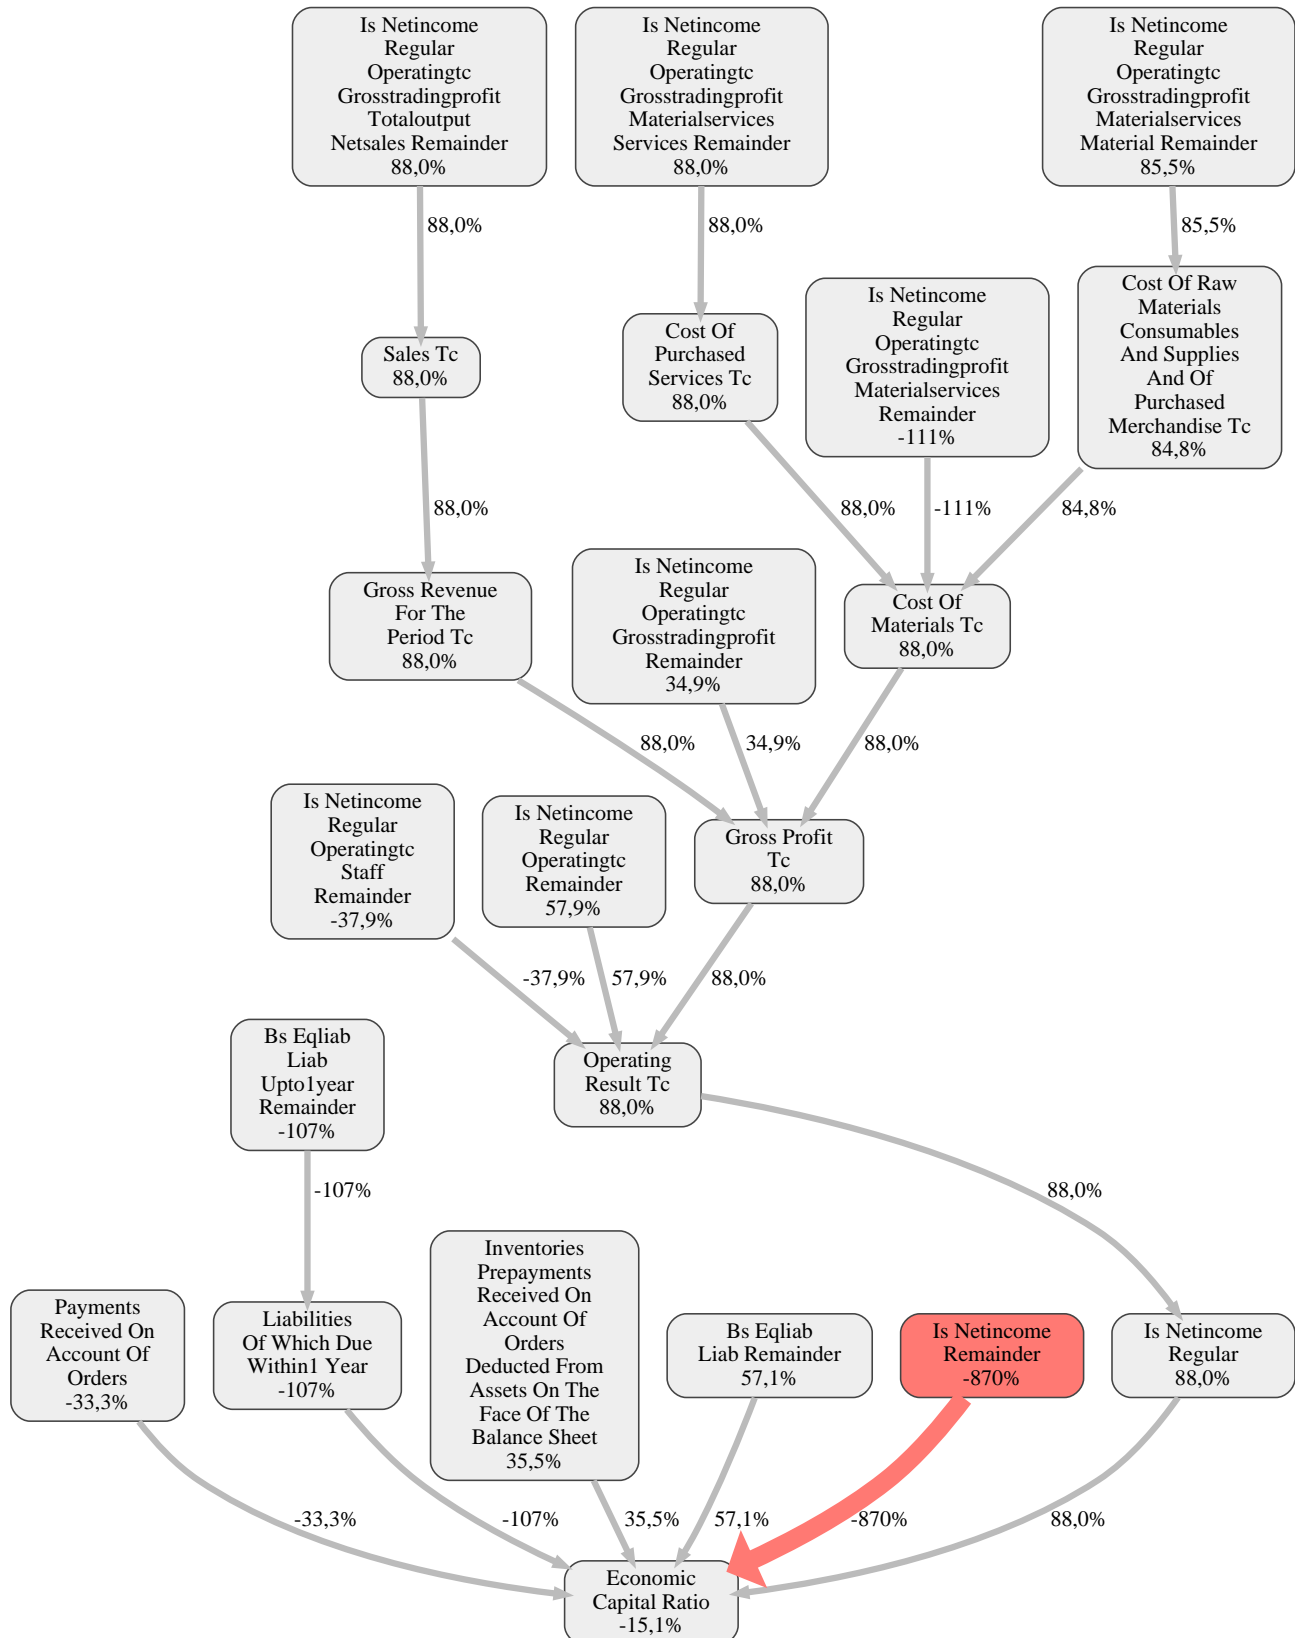 Is Netincome
Regular
Operatingtc
Grosstradingprofit
Totaloutput
Netsales Remainder
88,0%
Is Netincome
Regular
Operatingtc
Grosstradingprofit
Materialservices
Services Remainder
88,0%
Is Netincome
Regular
Operatingtc
Grosstradingprofit
Materialservices
Material Remainder
85,5%
88,0%
88,0%
85,5%
Sales Tc
88,0%
Cost Of
Purchased
Services Tc
88,0%
Is Netincome
Regular
Operatingtc
Grosstradingprofit
Materialservices
Remainder
-111%
Cost Of Raw
Materials
Consumables
And Supplies
And Of
Purchased
Merchandise Tc
84,8%
88,0%
88,0%
-111%
84,8%
Gross Revenue
For The
Period Tc
88,0%
Is Netincome
Regular
Operatingtc
Grosstradingprofit
Remainder
34,9%
Cost Of
Materials Tc
88,0%
88,0%
34,9%
88,0%
Is Netincome
Regular
Operatingtc
Staff
Remainder
-37,9%
Is Netincome
Regular
Operatingtc
Remainder
57,9%
Gross Profit
Tc
88,0%
-37,9%
57,9%
88,0%
Bs Eqliab
Liab
Upto1year
Remainder
-107%
Operating
Result Tc
88,0%
-107%
88,0%
Payments
Received On
Account Of
Orders
-33,3%
Liabilities
Of Which Due
Within1 Year
-107%
Inventories
Prepayments
Received On
Account Of
Orders
Deducted From
Assets On The
Face Of The
Balance Sheet
35,5%
Bs Eqliab
Liab Remainder
57,1%
Is Netincome
Remainder
-870%
Is Netincome
Regular
88,0%
-33,3%
-107%
35,5%
57,1%
-870%
88,0%
Economic
Capital Ratio
-15,1%